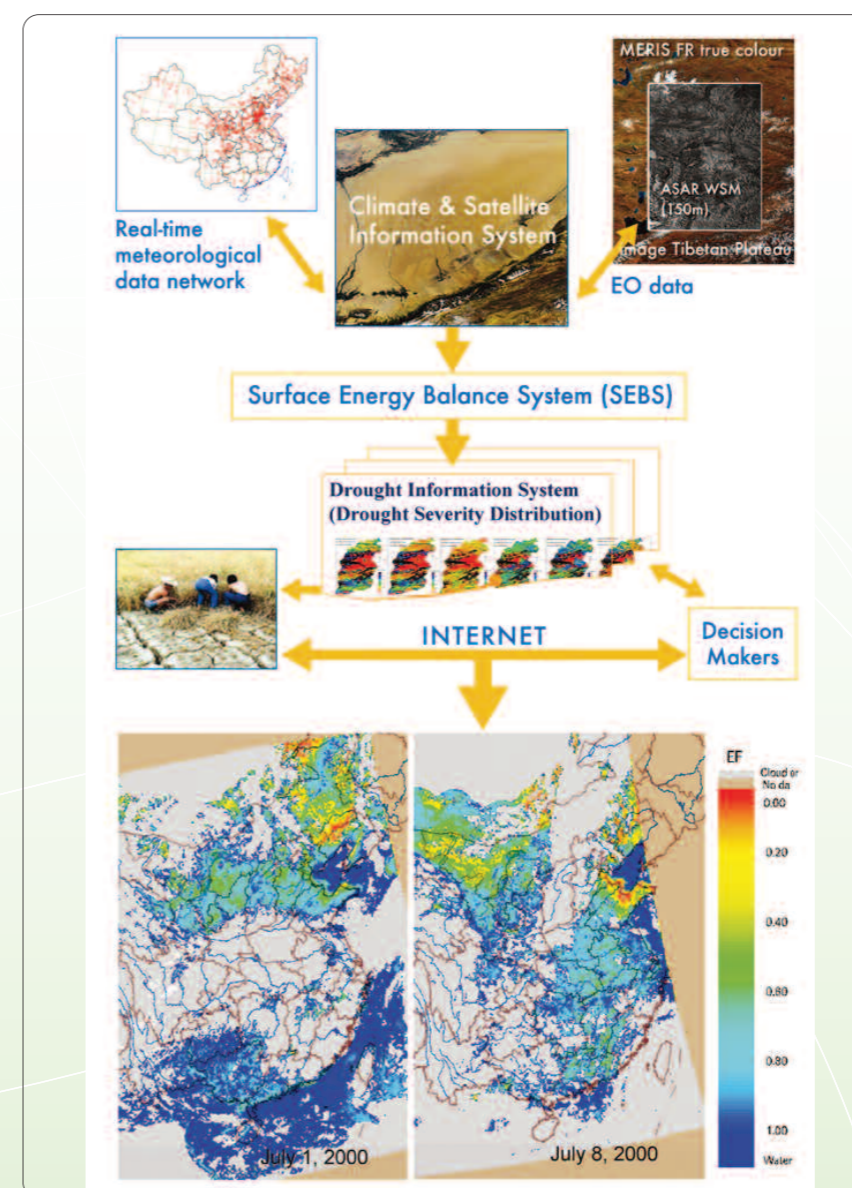 MERIS FR true colour
ASAR WSM
(150m)
Image Tibetan Plateau
Climate & Satellite
Information System
Real-time
meteorological
data network
EO data
Surface Energy Balance System (SEBS)
Drought Information System
(Drought Severity Distribution)
INTERNET
Decision
Makers
EF
Cloud or
No da
0.00
0.20
0.40
0.60
0.80
1.00
Water
July 1, 2000
July 8, 2000